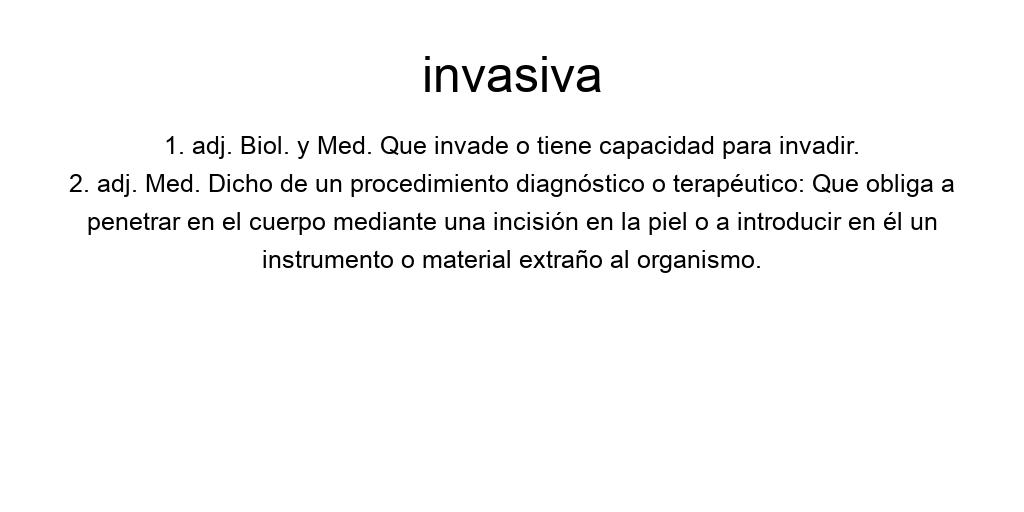 invasiva
1. adj. Biol. y Med. Que invade o tiene capacidad para invadir.
2. adj. Med. Dicho de un procedimiento diagnóstico o terapéutico: Que obliga a
penetrar en el cuerpo mediante una incisión en la piel o a introducir en él un
instrumento o material extraño al organismo.